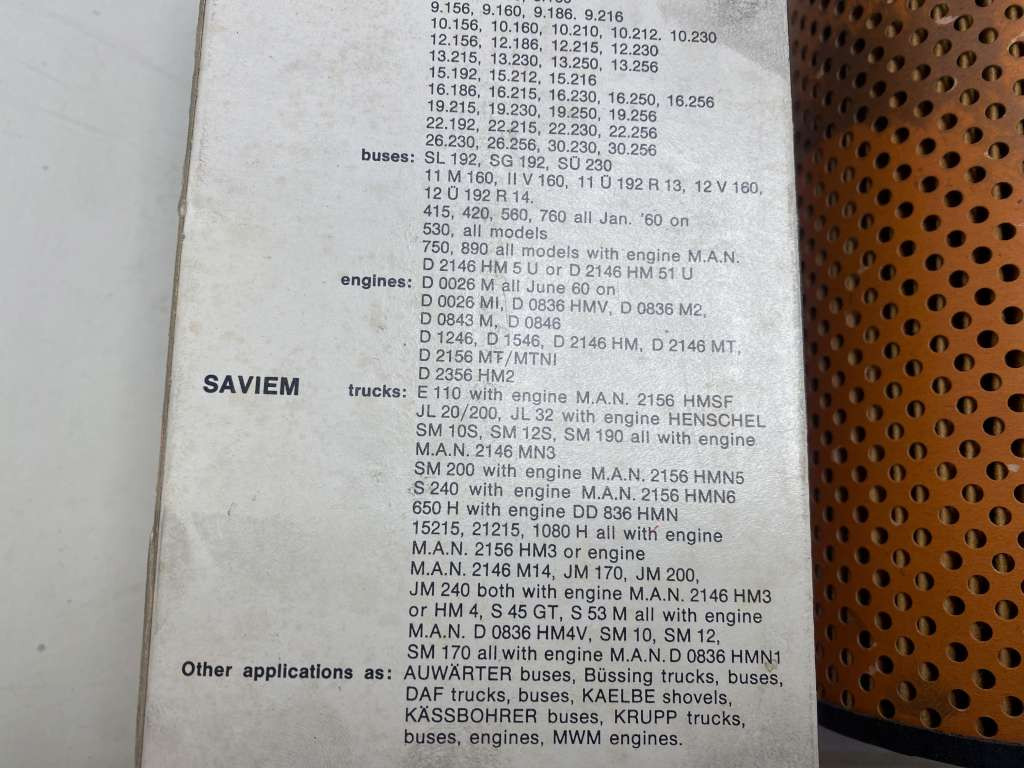 9.156, 9.160, 9.186. 9.216
10.156, 10.160, 10.210, 10.212. 10.230
12.156, 12.186, 12.215, 12.230
13.215, 13.230, 13.250, 13.256
15.192, 15.212, 15.216
16.186, 16.215, 16.230, 16.250, 16.256
19.215, 19.230, 19.250, 19.256
22.192, 22.215, 22.230, 22.256
26.230, 26.256, 30.230, 30.256
buses: SL 192, SG 192, SÜ 230
11 M 160, II V 160, 11 Ü 192 R 13, 12 V 160,
12 Ü 192 R 14.
415, 420, 560, 760 all Jan. '60 on
530, all models
750, 890 all models with engine M.A.N.
D 2146 HM 5 U or D 2146 HM 51 U
engines: D 0026 M all June 60 on
D 0026 MI, D 0836 HMV, D 0836 M2,
D 0843 M, D 0846
D 1246, D 1546, D 2146 HM, D 2146 MT,
D 2156 MT/MTNI
D 2356 HM2
SAVIEM trucks: E 110 with engine M.A.N. 2156 HMSF
JL 20/200, JL 32 with engine HENSCHEL
SM 10S, SM 12S, SM 190 all with engine
M.A.N. 2146 MN3
SM 200 with engine M.A.N. 2156 HMN5
S 240 with engine M.A.N. 2156 HMN6
650 H with engine DD 836 HMN
15215, 21215, 1080 H all with engine
M.A.N. 2156 HM3 or engine
M.A.N. 2146 M14, JM 170, JM 200,
JM 240 both with engine M.A.N. 2146 HM3
or HM 4, S 45 GT, S 53 M all with engine
M.A.N. D 0836 HM4V, SM 10, SM 12,
SM 170 all with engine M.A.N. D 0836 HMN1
Other applications as: AUWÄRTER buses, Büssing trucks, buses,
DAF trucks, buses, KAELBE shovels,
KÄSSBOHRER buses, KRUPP trucks,
buses, engines, MWM engines.